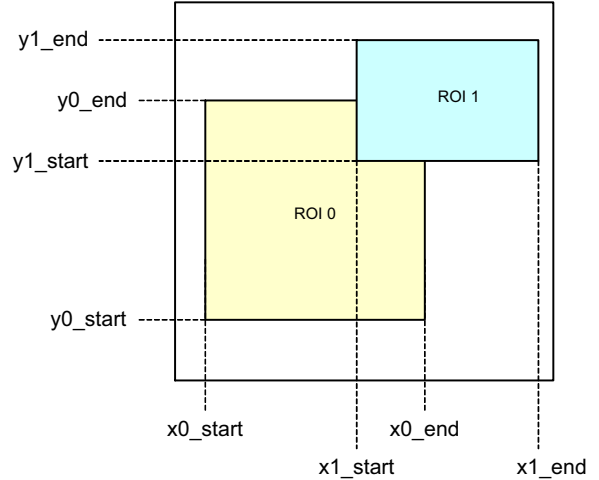 y1_end
y0_end
ROI 1
y1_start
ROI 0
y0_start
x0_start
x0_end
x1_start
x1_end